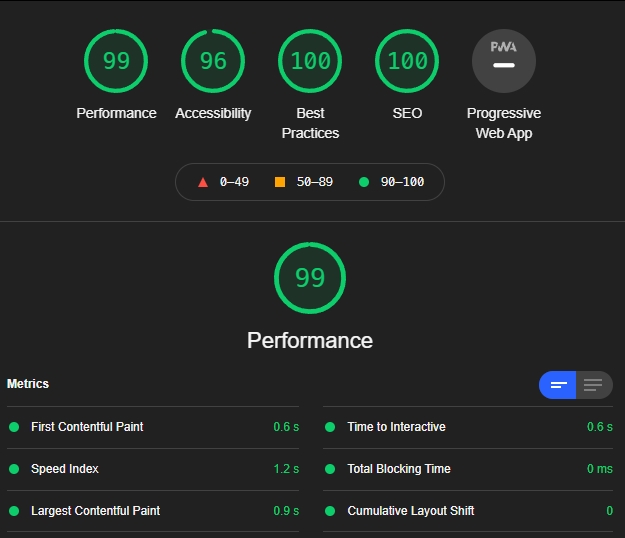 99 96 100 100 PWA
Performance Accessibility Best Practices SEO Progressive Web App
0–49 50–89 90–100
99
Performance
Metrics
First Contentful Paint 0.6 s
Time to Interactive 0.6 s
Speed Index 1.2 s
Total Blocking Time 0 ms
Largest Contentful Paint 0.9 s
Cumulative Layout Shift 0